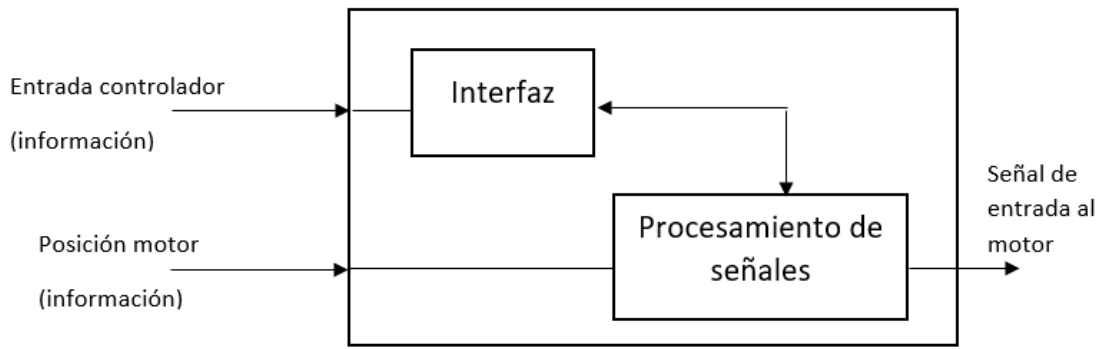 Entrada controlador
(información)
Interfaz
Posición motor
(información)
Procesamiento de
señales
Señal de
entrada al
motor